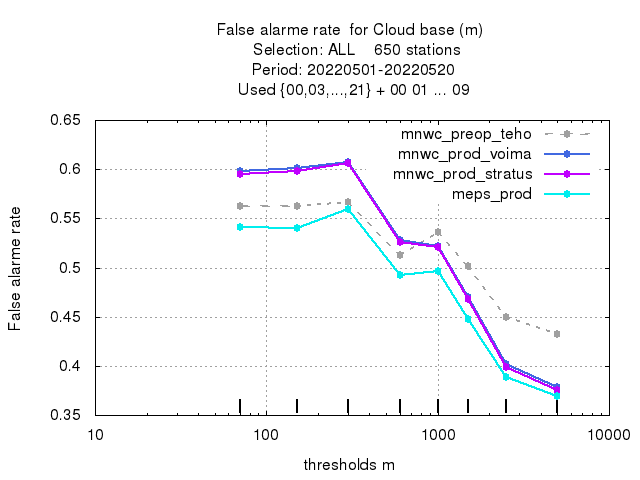 False alarme rate  for Cloud base (m)
Selection: ALL    650 stations
Period: 20220501-20220520
Used {00,03,...,21} + 00 01 ... 09
mnwc_preop_teho
mnwc_prod_voima
mnwc_prod_stratus
meps_prod
False alarme rate
0.65
0.6
0.55
0.5
0.45
0.4
0.35
10
100
1000
10000
thresholds m